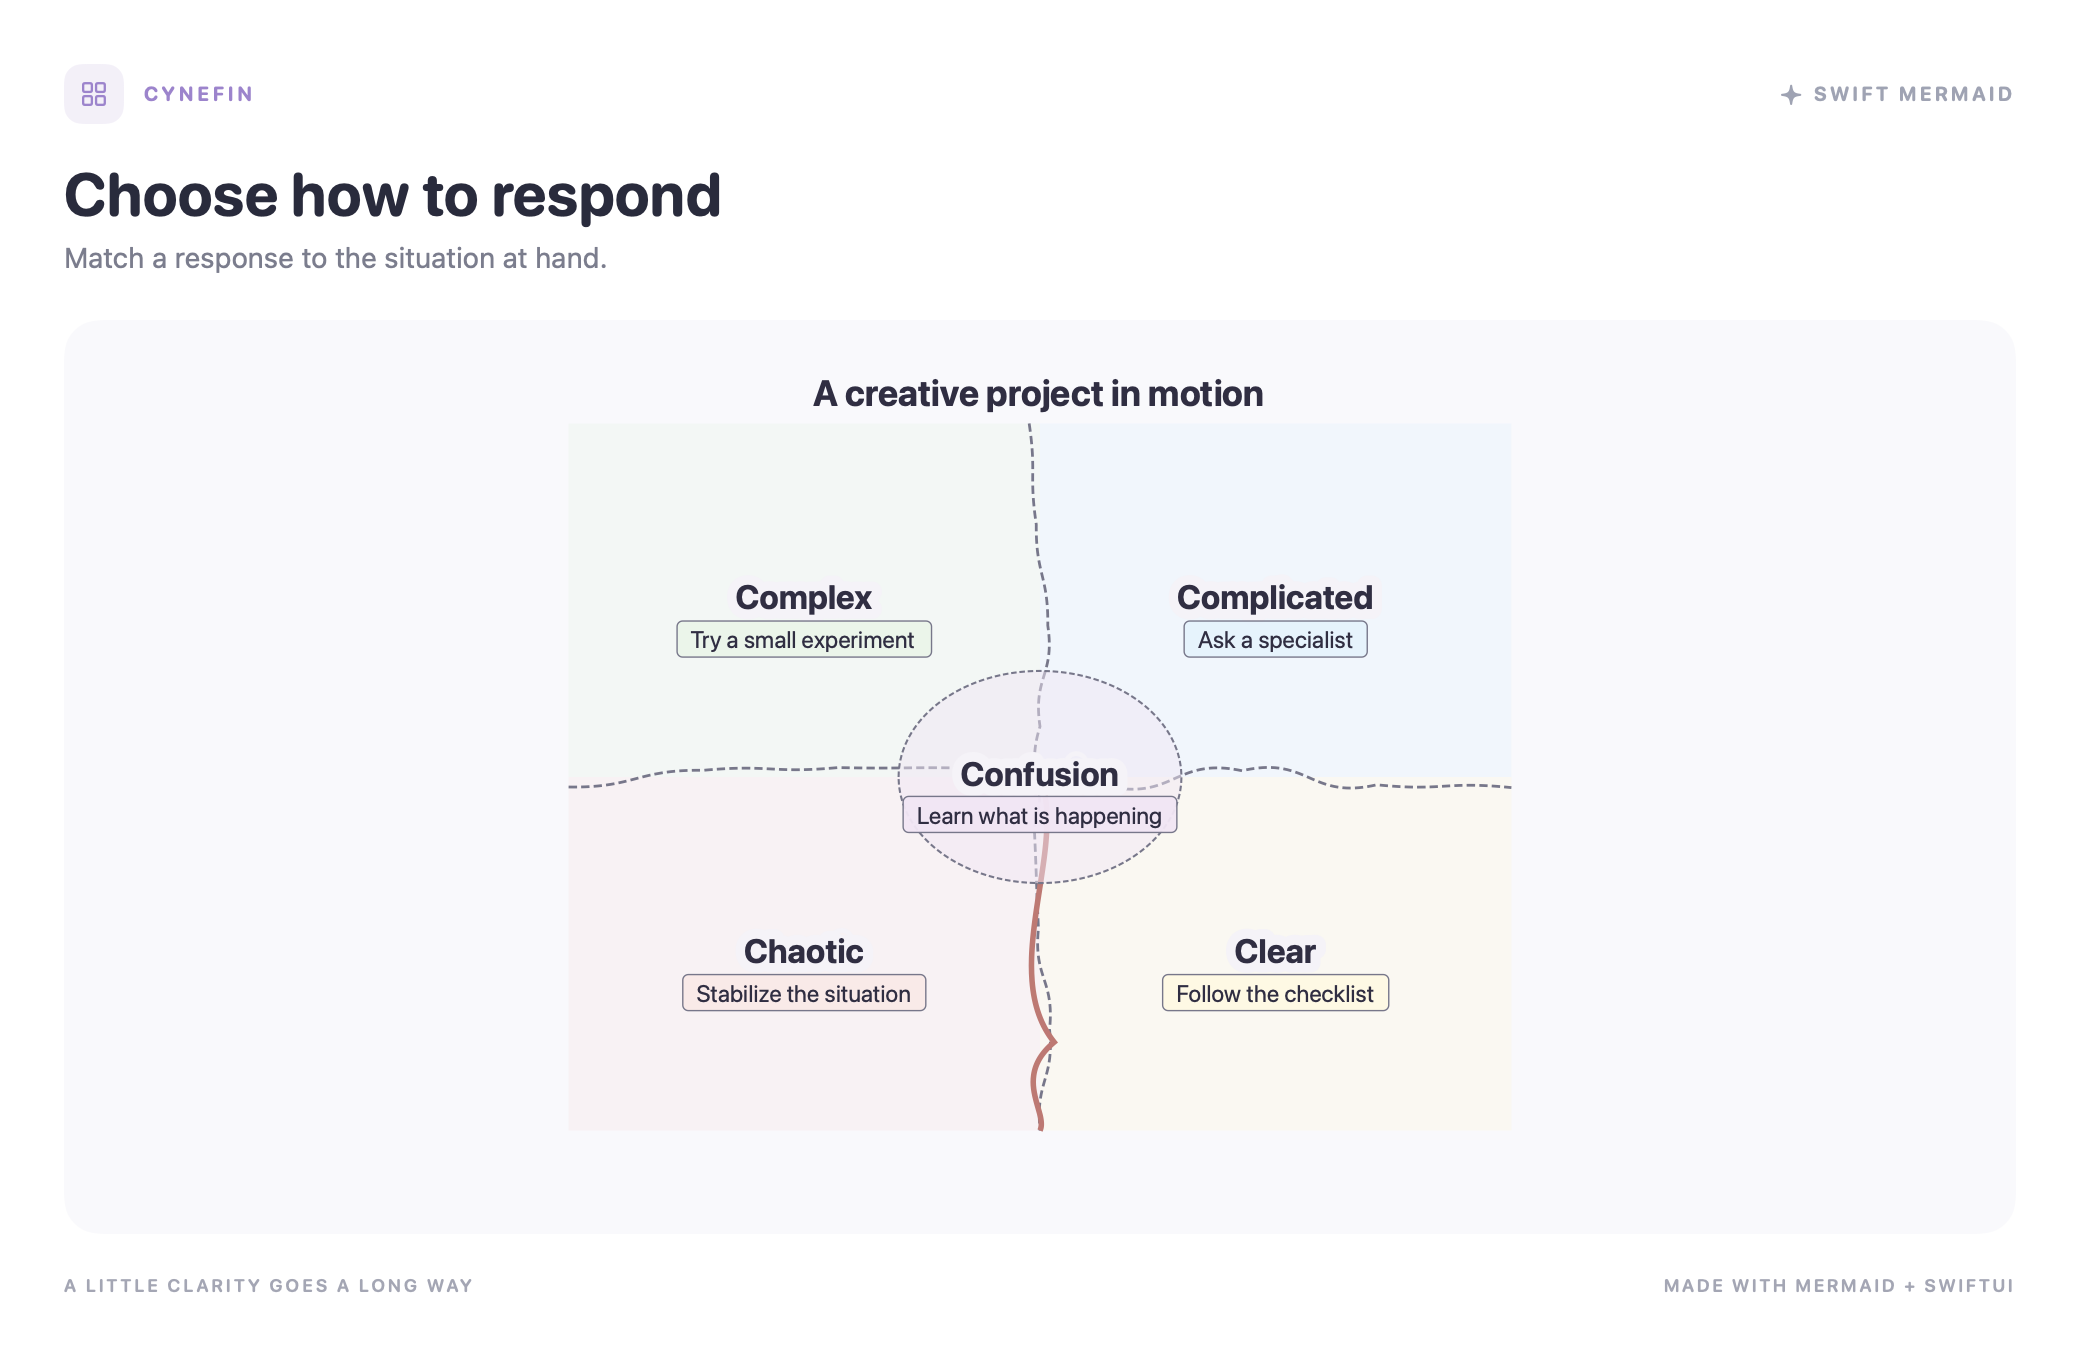 CYNEFIN
SWIFT MERMAID
Choose how to respond
Match a response to the situation at hand.
A creative project in motion
Complex
Try a small experiment
Complicated
Ask a specialist
Confusion
Learn what is happening
Chaotic
Stabilize the situation
Clear
Follow the checklist
A LITTLE CLARITY GOES A LONG WAY
MADE WITH MERMAID + SWIFTUI